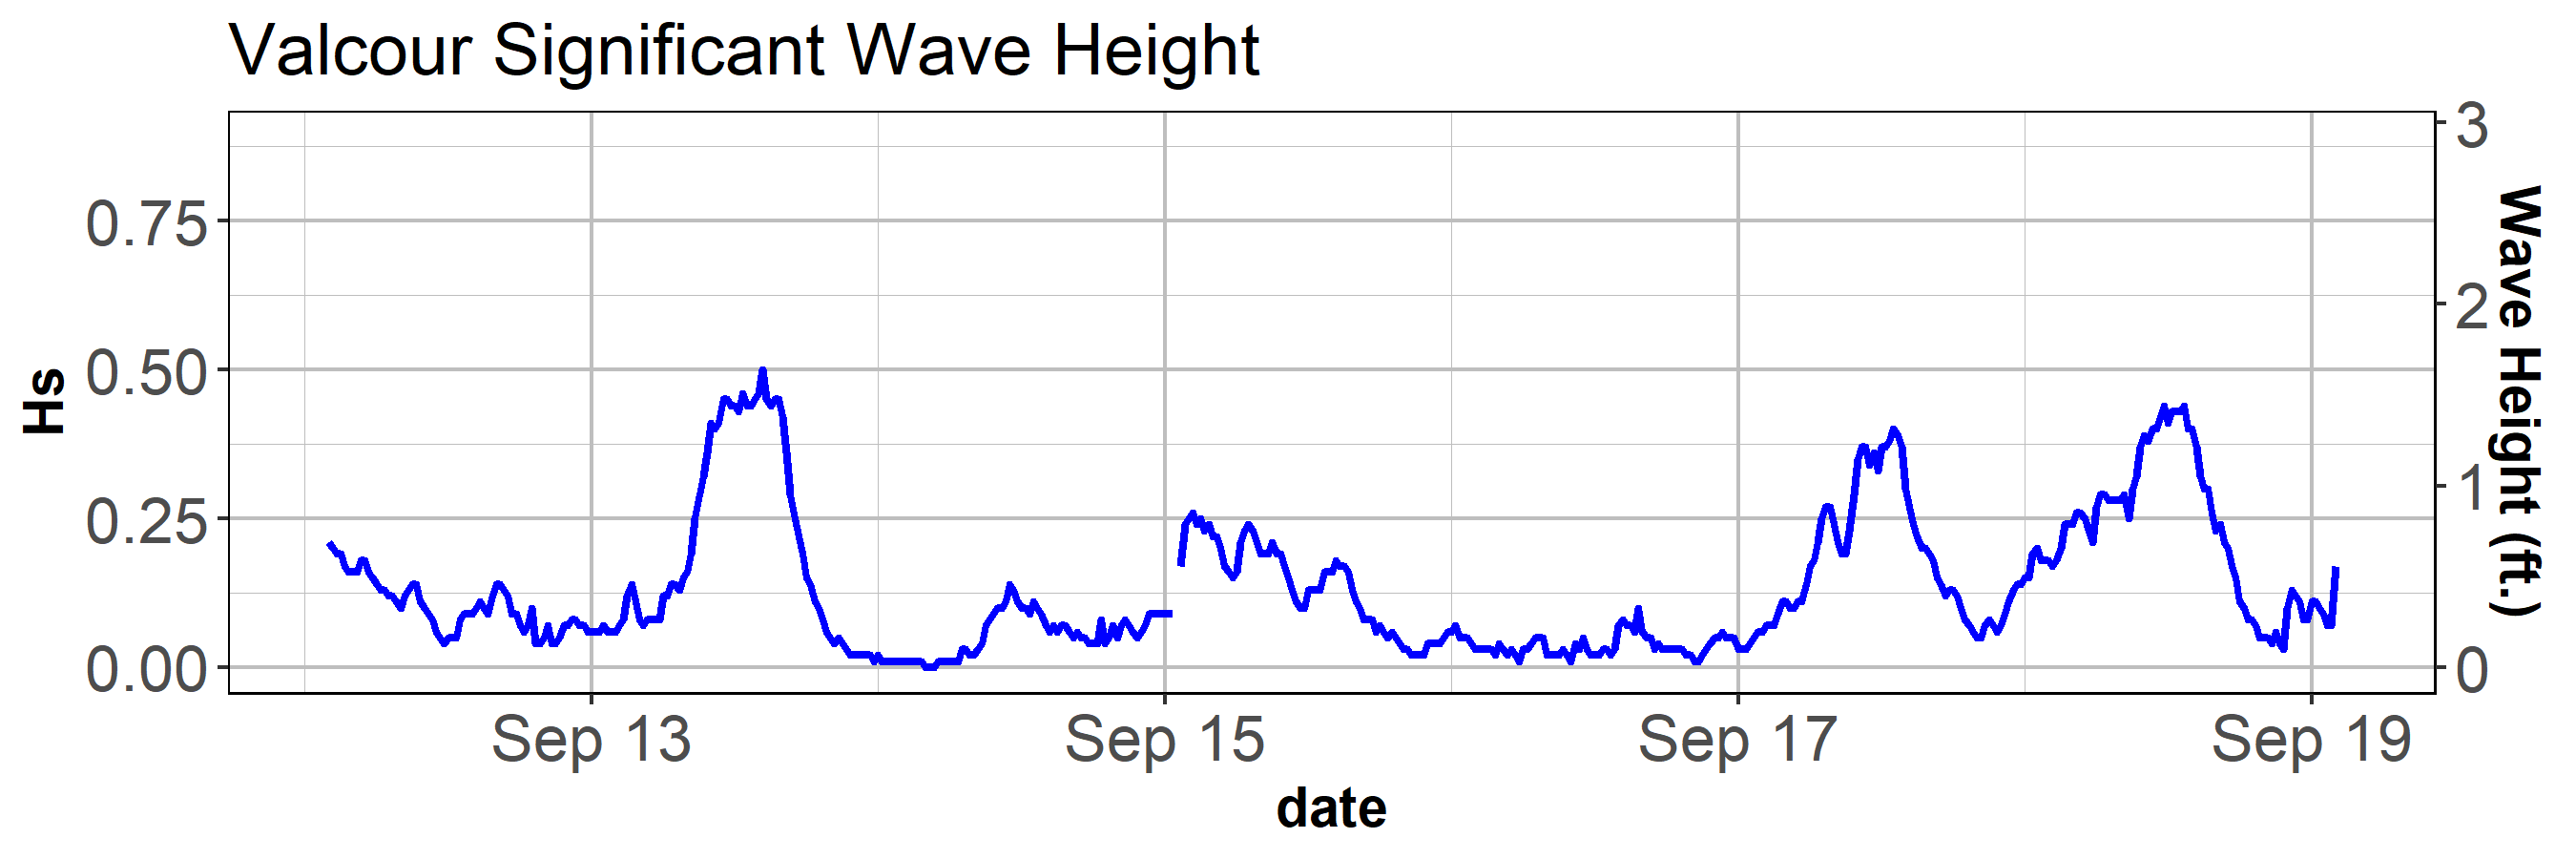 Valcour Significant Wave Height
Hs
0.75
0.50
0.25
0.00
3
2
1
0
Wave Height (ft.)
Sep 13
Sep 15
Sep 17
Sep 19
date